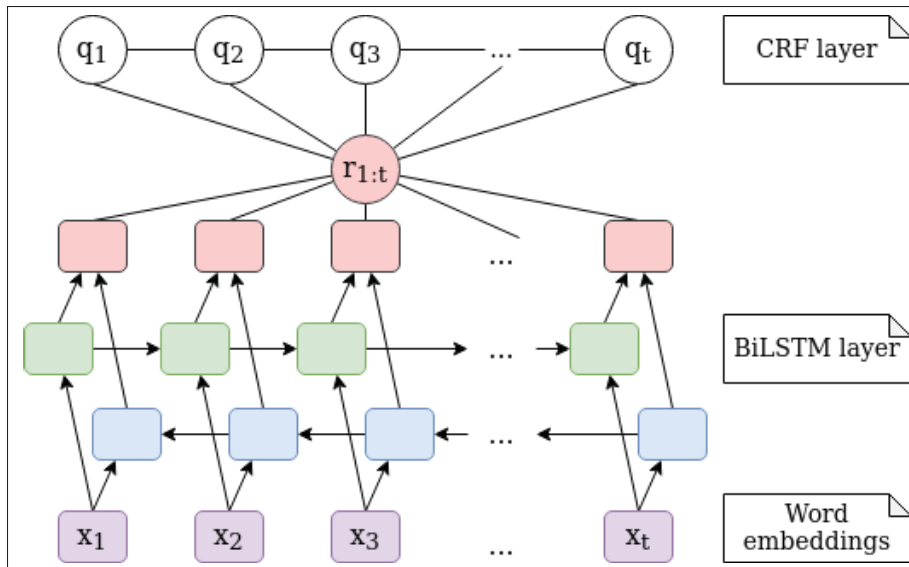 q1 q2 q3 ... qt
CRF layer
r1:t
...
... BiLSTM layer
...
x1 x2 x3 ... xt
Word
embeddings